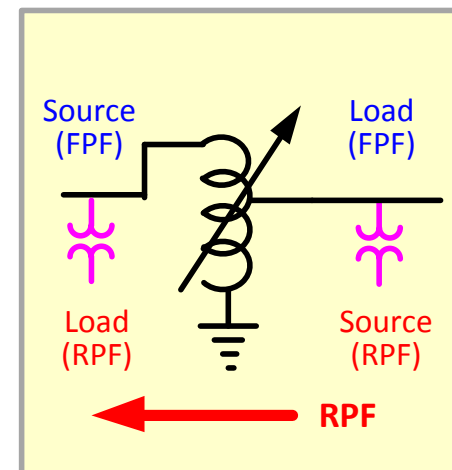 Source
(FPF)
Load
(FPF)
Load
(RPF)
Source
(RPF)
RPF